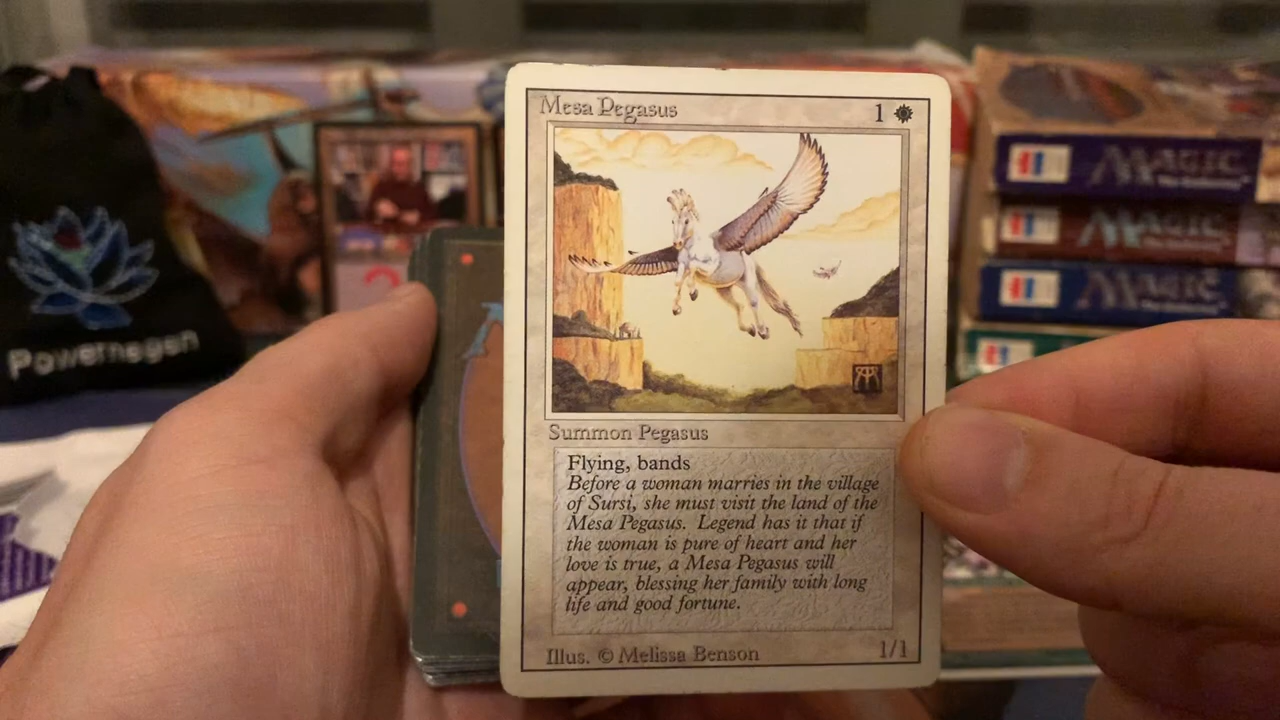 Mesa Pegasus 1
Summon Pegasus
Flying, bands
Before a woman marries in the village
of Sursi, she must visit the land of the
Mesa Pegasus. Legend has it that if
the woman is pure of heart and her
love is true, a Mesa Pegasus will
appear, blessing her family with long
life and good fortune.
Illus. © Melissa Benson 1/1
Powernegen
MAGIC
MAGIC
MAGIC